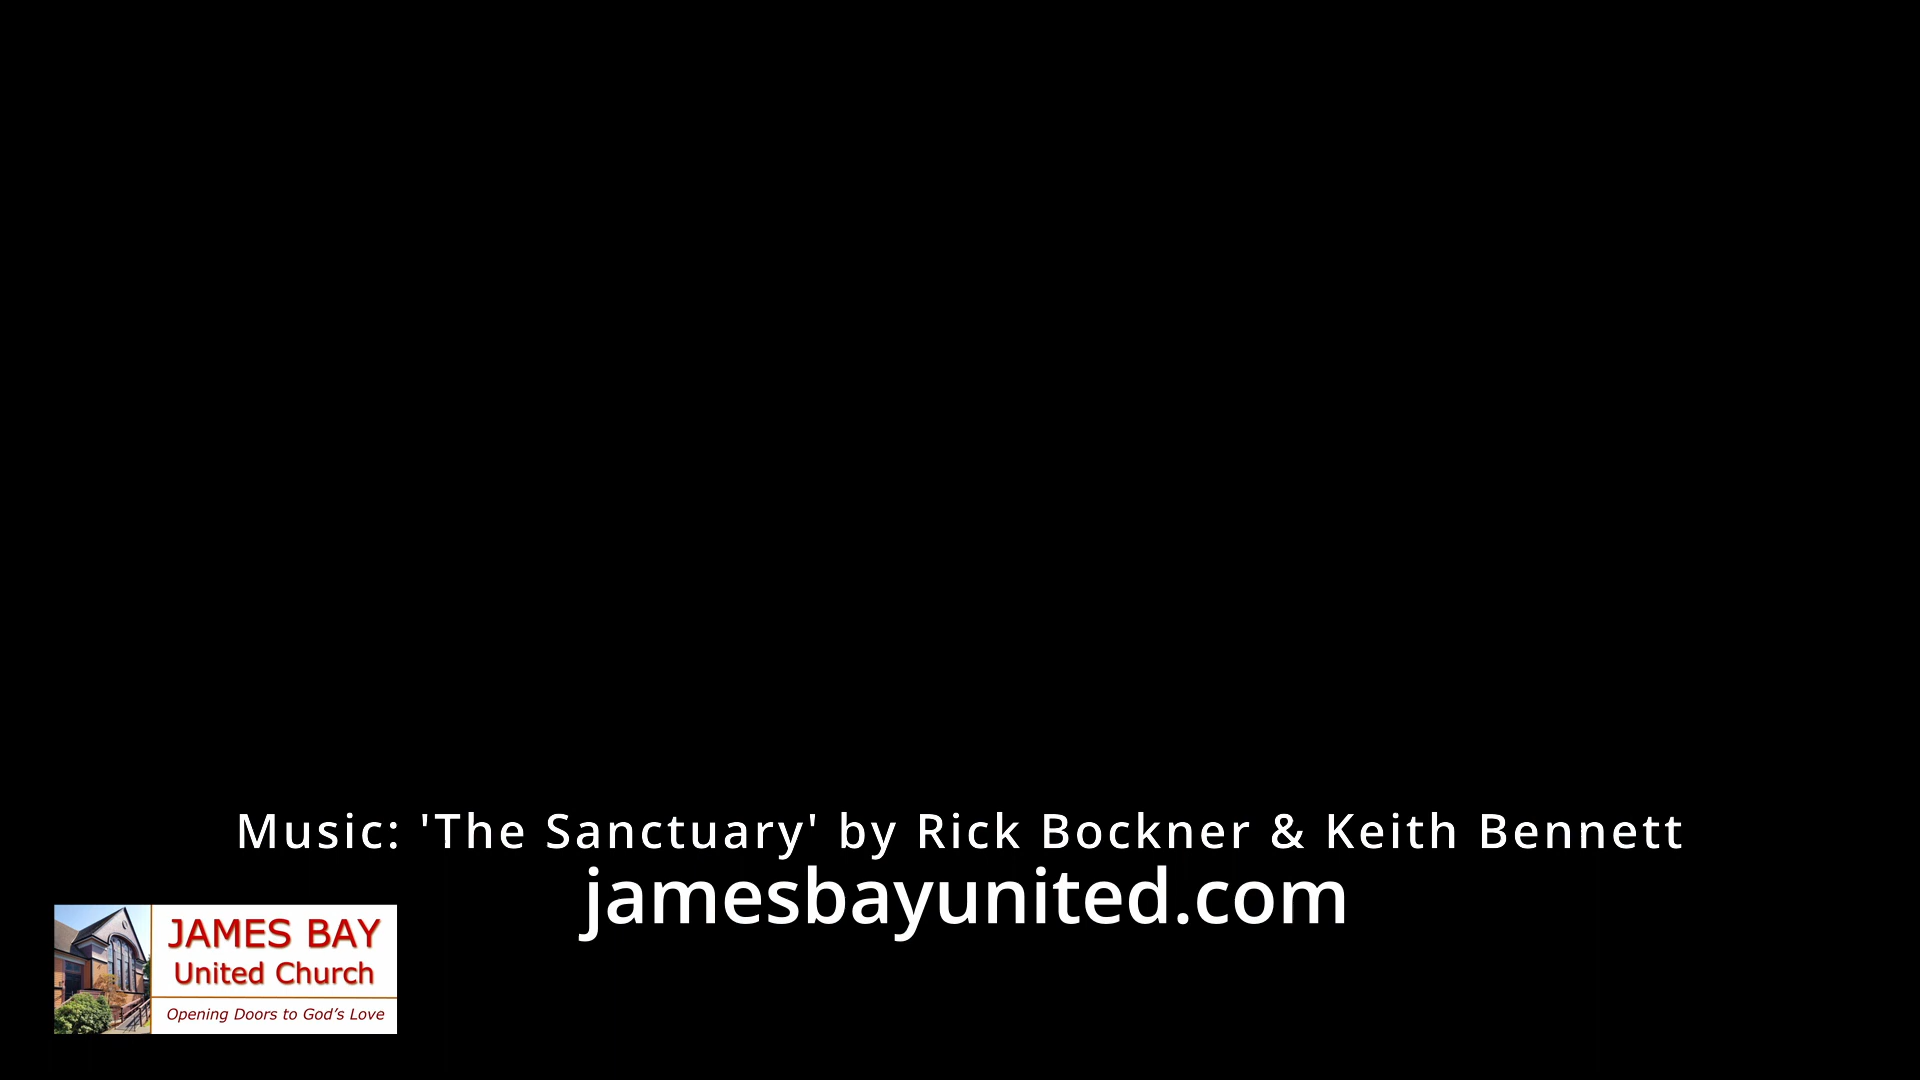 Music: 'The Sanctuary' by Rick Bockner & Keith Bennett
jamesbayunited.com
JAMES BAY
United Church
Opening Doors to God's Love